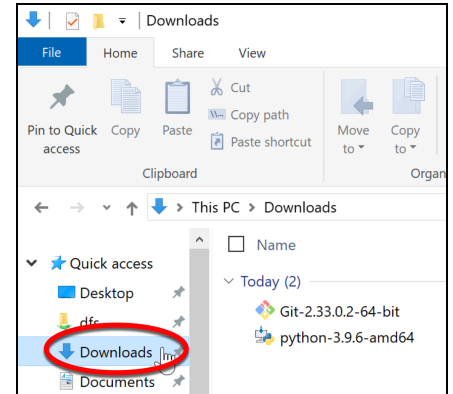 Downloads
File Home Share View
Pin to Quick access
Copy
Paste
Cut
Copy path
Paste shortcut
Move to
Copy to
Clipboard
Organ
This PC > Downloads
Name
Quick access
Today (2)
Desktop
Git-2.33.0.2-64-bit
dfs
python-3.9.6-amd64
Downloads
Documents